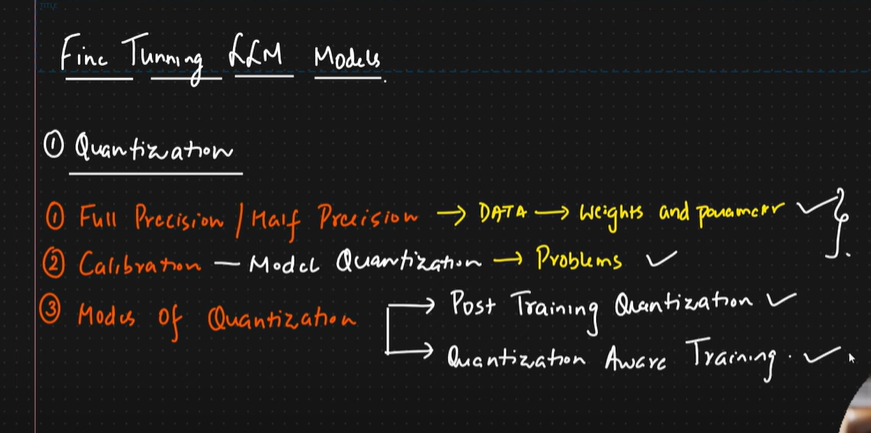 Fine Tunning LLM Models.
① Quantization
① Full Precision / Half Precision → DATA → Weights and parameter ✓
② Calibration - Model Quantization → Problems ✓
③ Modes Of Quantization
→ Post Training Quantization ✓
→ Quantization Aware Training. ✓